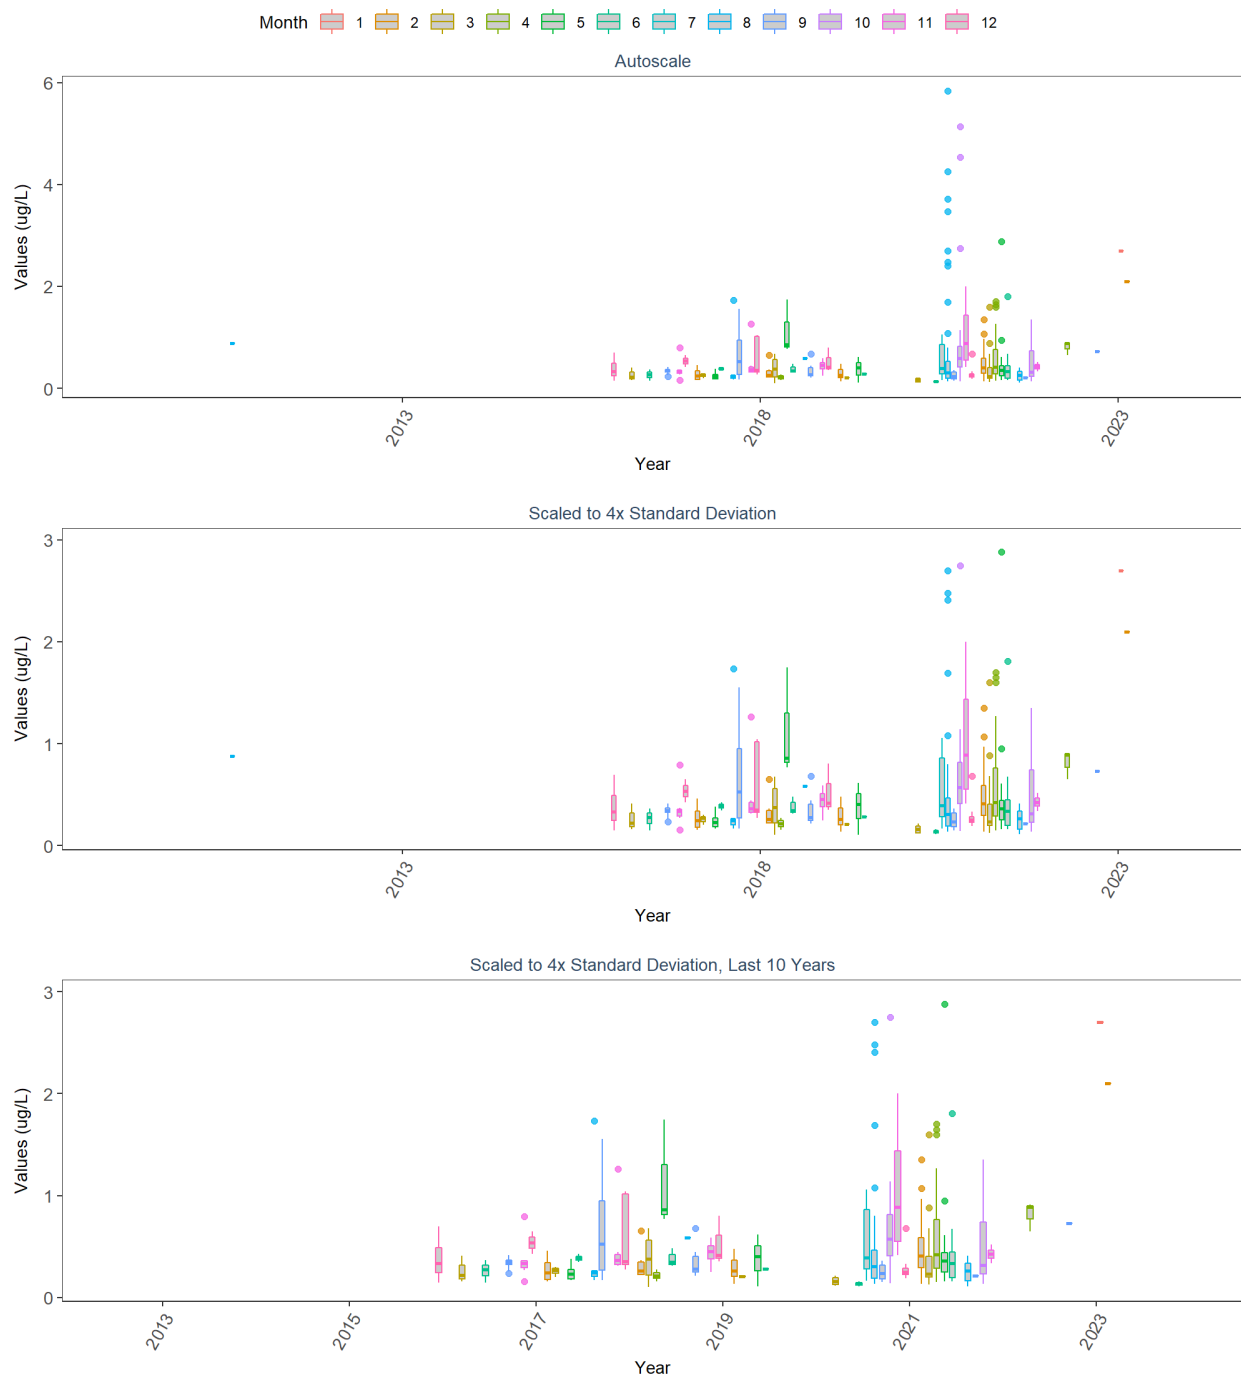 Month 1 2 3 4 5 6 7 8 9 10 11 12
Autoscale
6
4
2
0
Values (ug/L)
2013 2018 2023
Year
Scaled to 4x Standard Deviation
3
2
1
0
Values (ug/L)
2013 2018 2023
Year
Scaled to 4x Standard Deviation, Last 10 Years
3
2
1
0
Values (ug/L)
2013 2015 2017 2019 2021 2023
Year